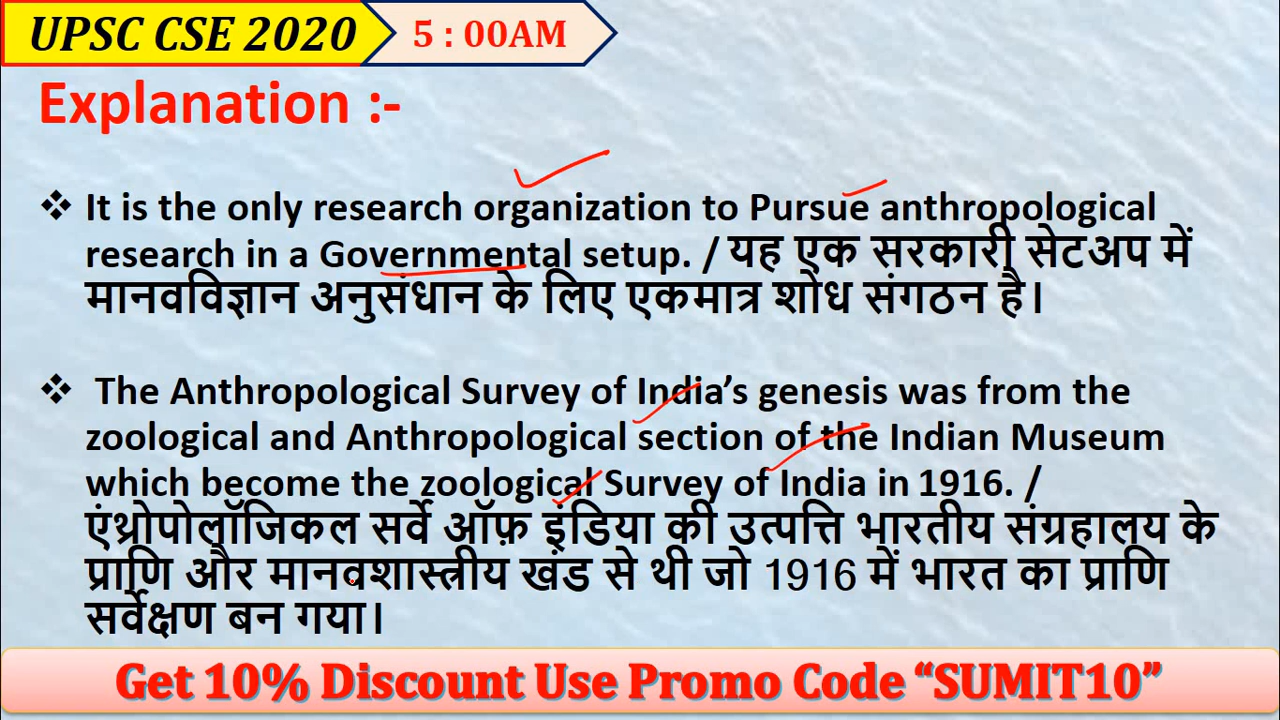 UPSC CSE 2020
5 : 00AM
Explanation :-
❖ It is the only research organization to Pursue anthropological
research in a Governmental setup. / यह एक सरकारी सेटअप में
मानवविज्ञान अनुसंधान के लिए एकमात्र शोध संगठन है।
❖ The Anthropological Survey of India’s genesis was from the
zoological and Anthropological section of the Indian Museum
which become the zoological Survey of India in 1916. /
एंथ्रोपोलॉजिकल सर्वे ऑफ़ इंडिया की उत्पत्ति भारतीय संग्रहालय के
प्राणि और मानवशास्त्रीय खंड से थी जो 1916 में भारत का प्राणि
सर्वेक्षण बन गया।
Get 10% Discount Use Promo Code “SUMIT10”